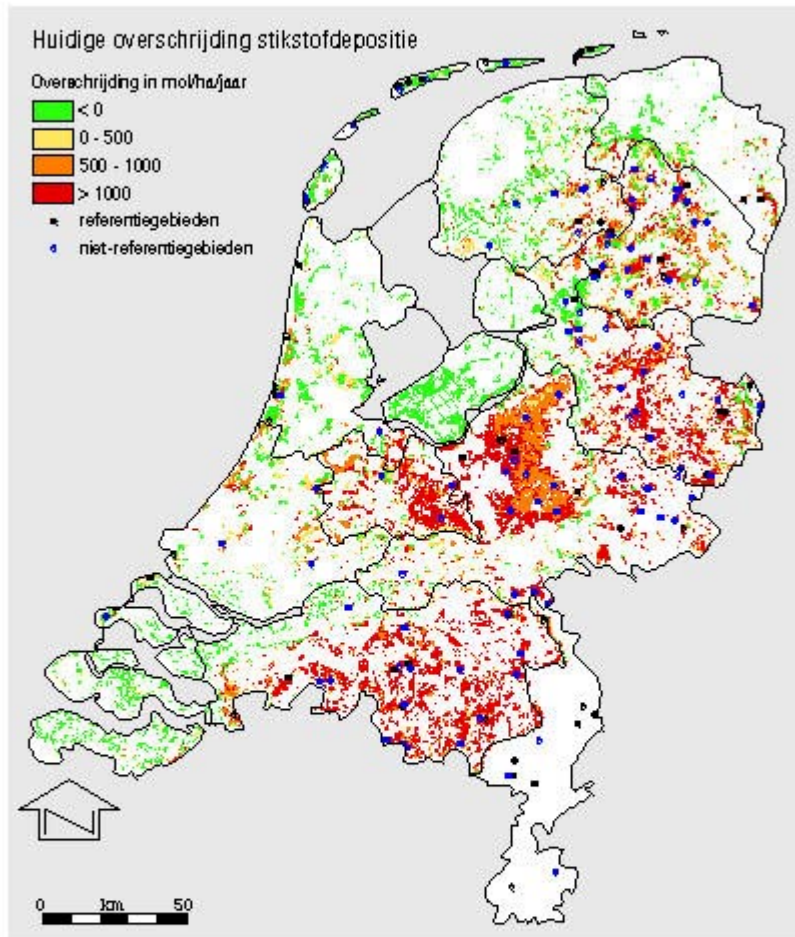 Huidige overschrijding stikstofdepositie
Overschrijding in mol/ha/jaar
< 0
0 - 500
500 - 1000
> 1000
referentiegebieden
niet-referentiegebieden
0 km 50